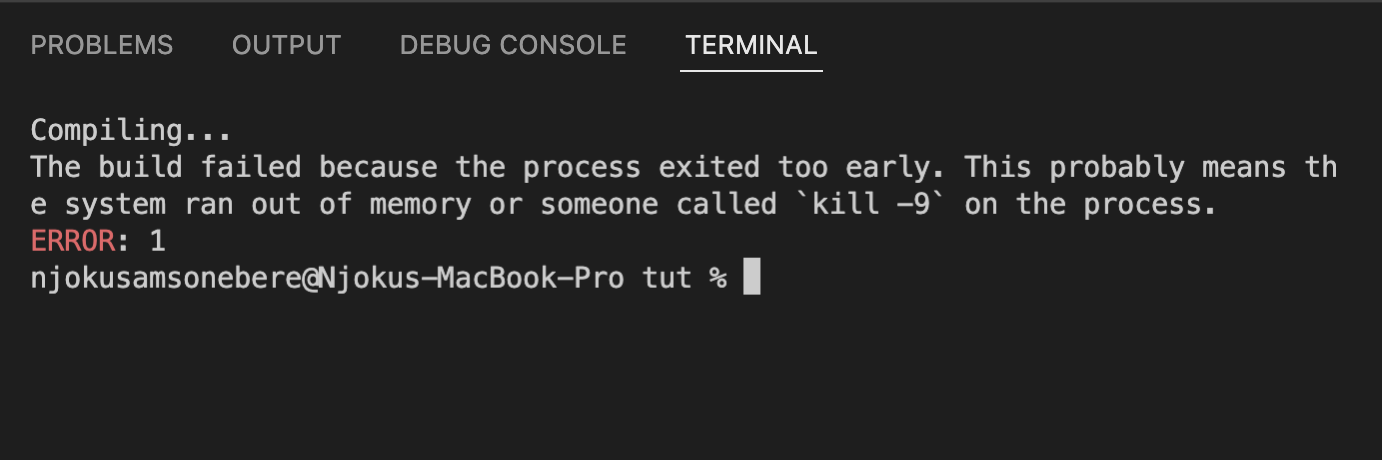 PROBLEMS OUTPUT DEBUG CONSOLE TERMINAL
Compiling...
The build failed because the process exited too early. This probably means th
e system ran out of memory or someone called `kill -9` on the process.
ERROR: 1
njokusamsonebere@Njokus-MacBook-Pro tut %